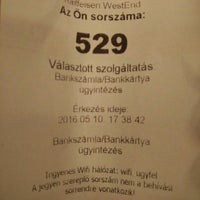 Raiffeisen WestEnd
Az Ön sorszáma:
529
Választott szolgáltatás
Bankszámla/Bankkártya
ügyintézés
Érkezés ideje:
2016.05.10. 17:38:42
Bankszámla/Bankkártya
ügyintézés
Ingyenes Wifi hálózat: wifi_ugyfel
A jegyen szereplő sorszám nem a behívási
sorrendre vonatkozik!